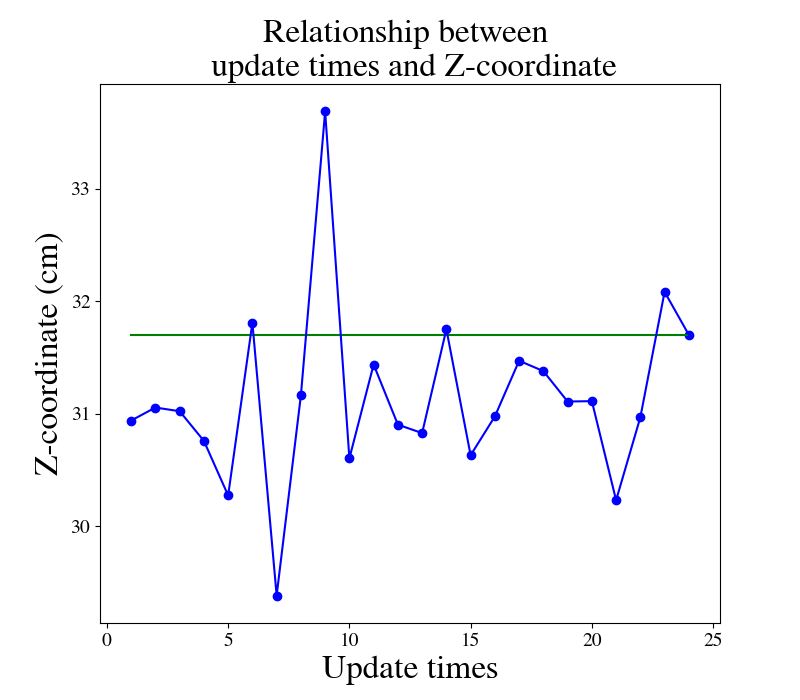 Relationship between
update times and Z-coordinate
Z-coordinate (cm)
33
32
31
30
0 5 10 15 20 25
Update times